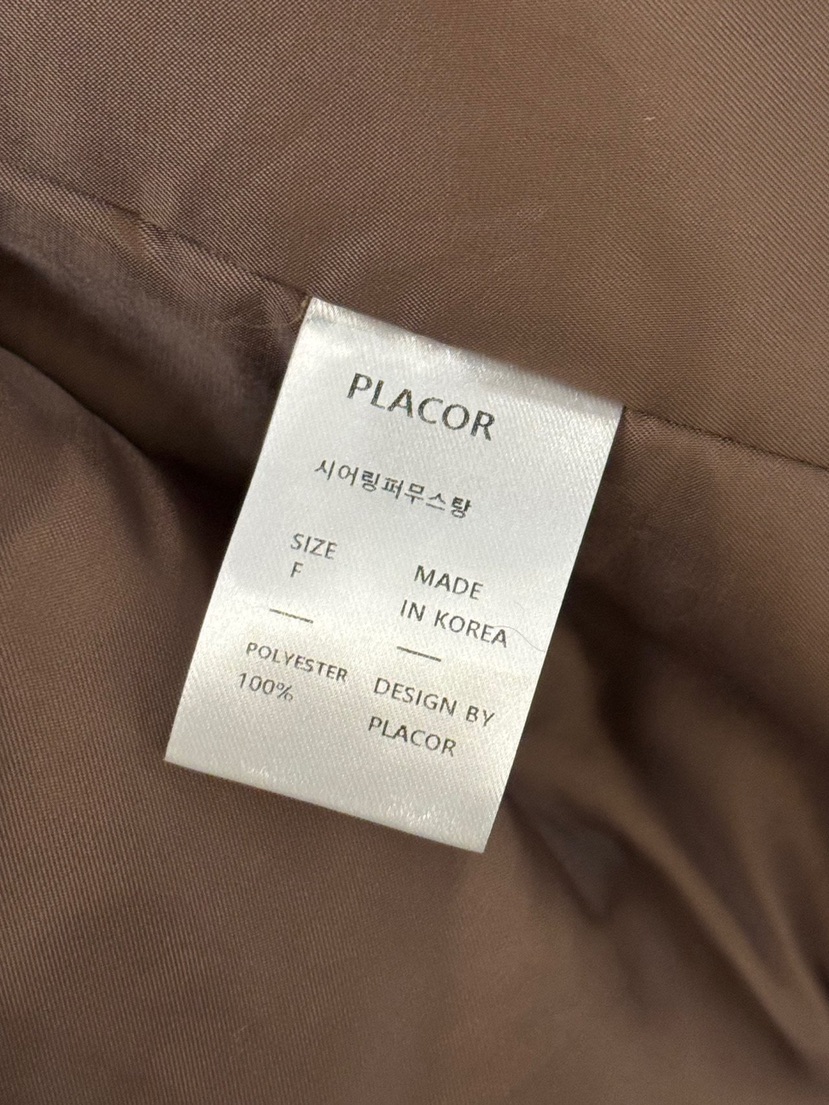 PLACOR
시어링퍼무스탕
SIZE
F
POLYESTER
100%
MADE
IN KOREA
DESIGN BY
PLACOR